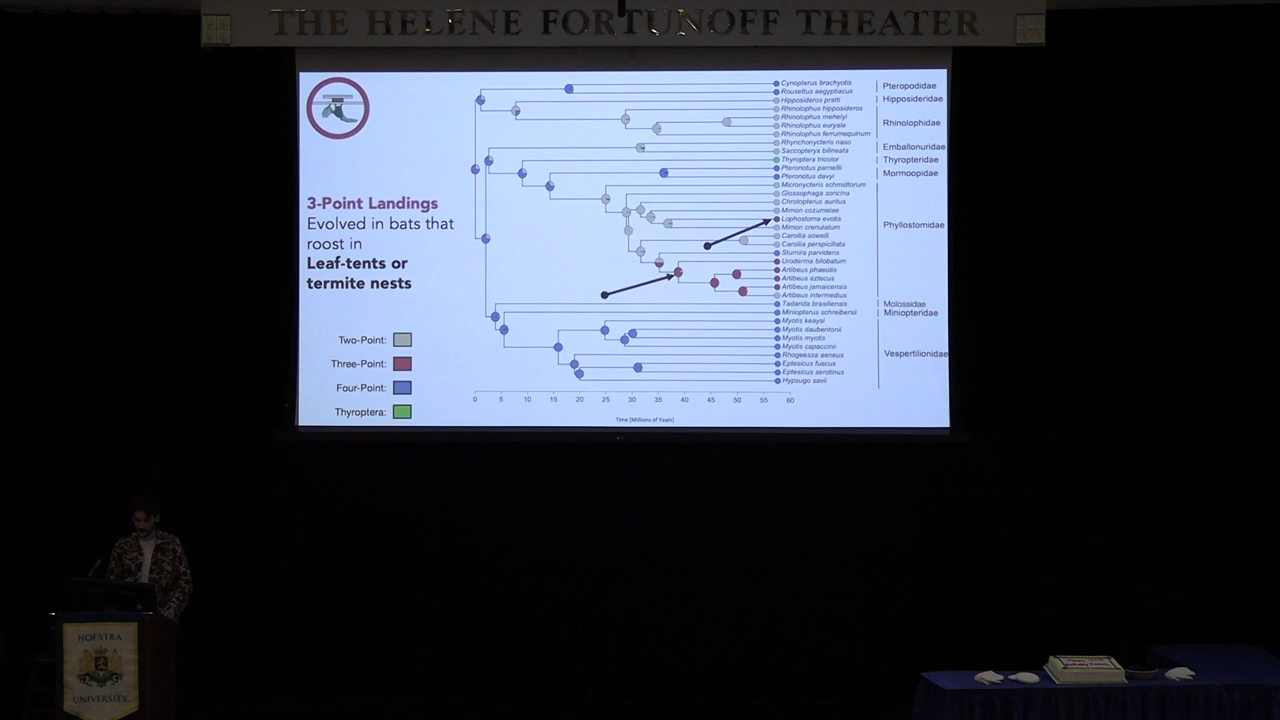 THE HELENE FORTUNOFF THEATER
3-Point Landings
Evolved in bats that
roost in
Leaf-tents or
termite nests
Two-Point:
Three-Point:
Four-Point:
Thyroptera:
Cynopterus brachyotis
Rousettus aegyptiacus
Hipposideros pratti
Rhinolophus hipposideros
Rhinolophus mehelyi
Rhinolophus euryale
Rhinolophus ferrumequinum
Rhynchonycteris naso
Saccopteryx bilineata
Thyroptera tricolor
Pteronotus parnellii
Pteronotus davyi
Micronycteris schmidtorum
Glossophaga soricina
Chrotopterus auritus
Mimon cozumelae
Lophostoma evotis
Mimon crenulatum
Carollia sowelli
Carollia perspicillata
Sturnira parvidens
Uroderma bilobatum
Artibeus phaeotis
Artibeus aztecus
Artibeus jamaicensis
Artibeus intermedius
Tadarida brasiliensis
Miniopterus schreibersii
Myotis keaysi
Myotis daubentonii
Myotis myotis
Myotis capaccinii
Rhogeessa aeneus
Eptesicus fuscus
Eptesicus serotinus
Hypsugo savii
Pteropodidae
Hipposideridae
Rhinolophidae
Emballonuridae
Thyropteridae
Mormoopidae
Phyllostomidae
Molossidae
Miniopteridae
Vespertilionidae
0 5 10 15 20 25 30 35 40 45 50 55 60
Time [Millions of Years]
HOFSTRA
UNIVERSITY